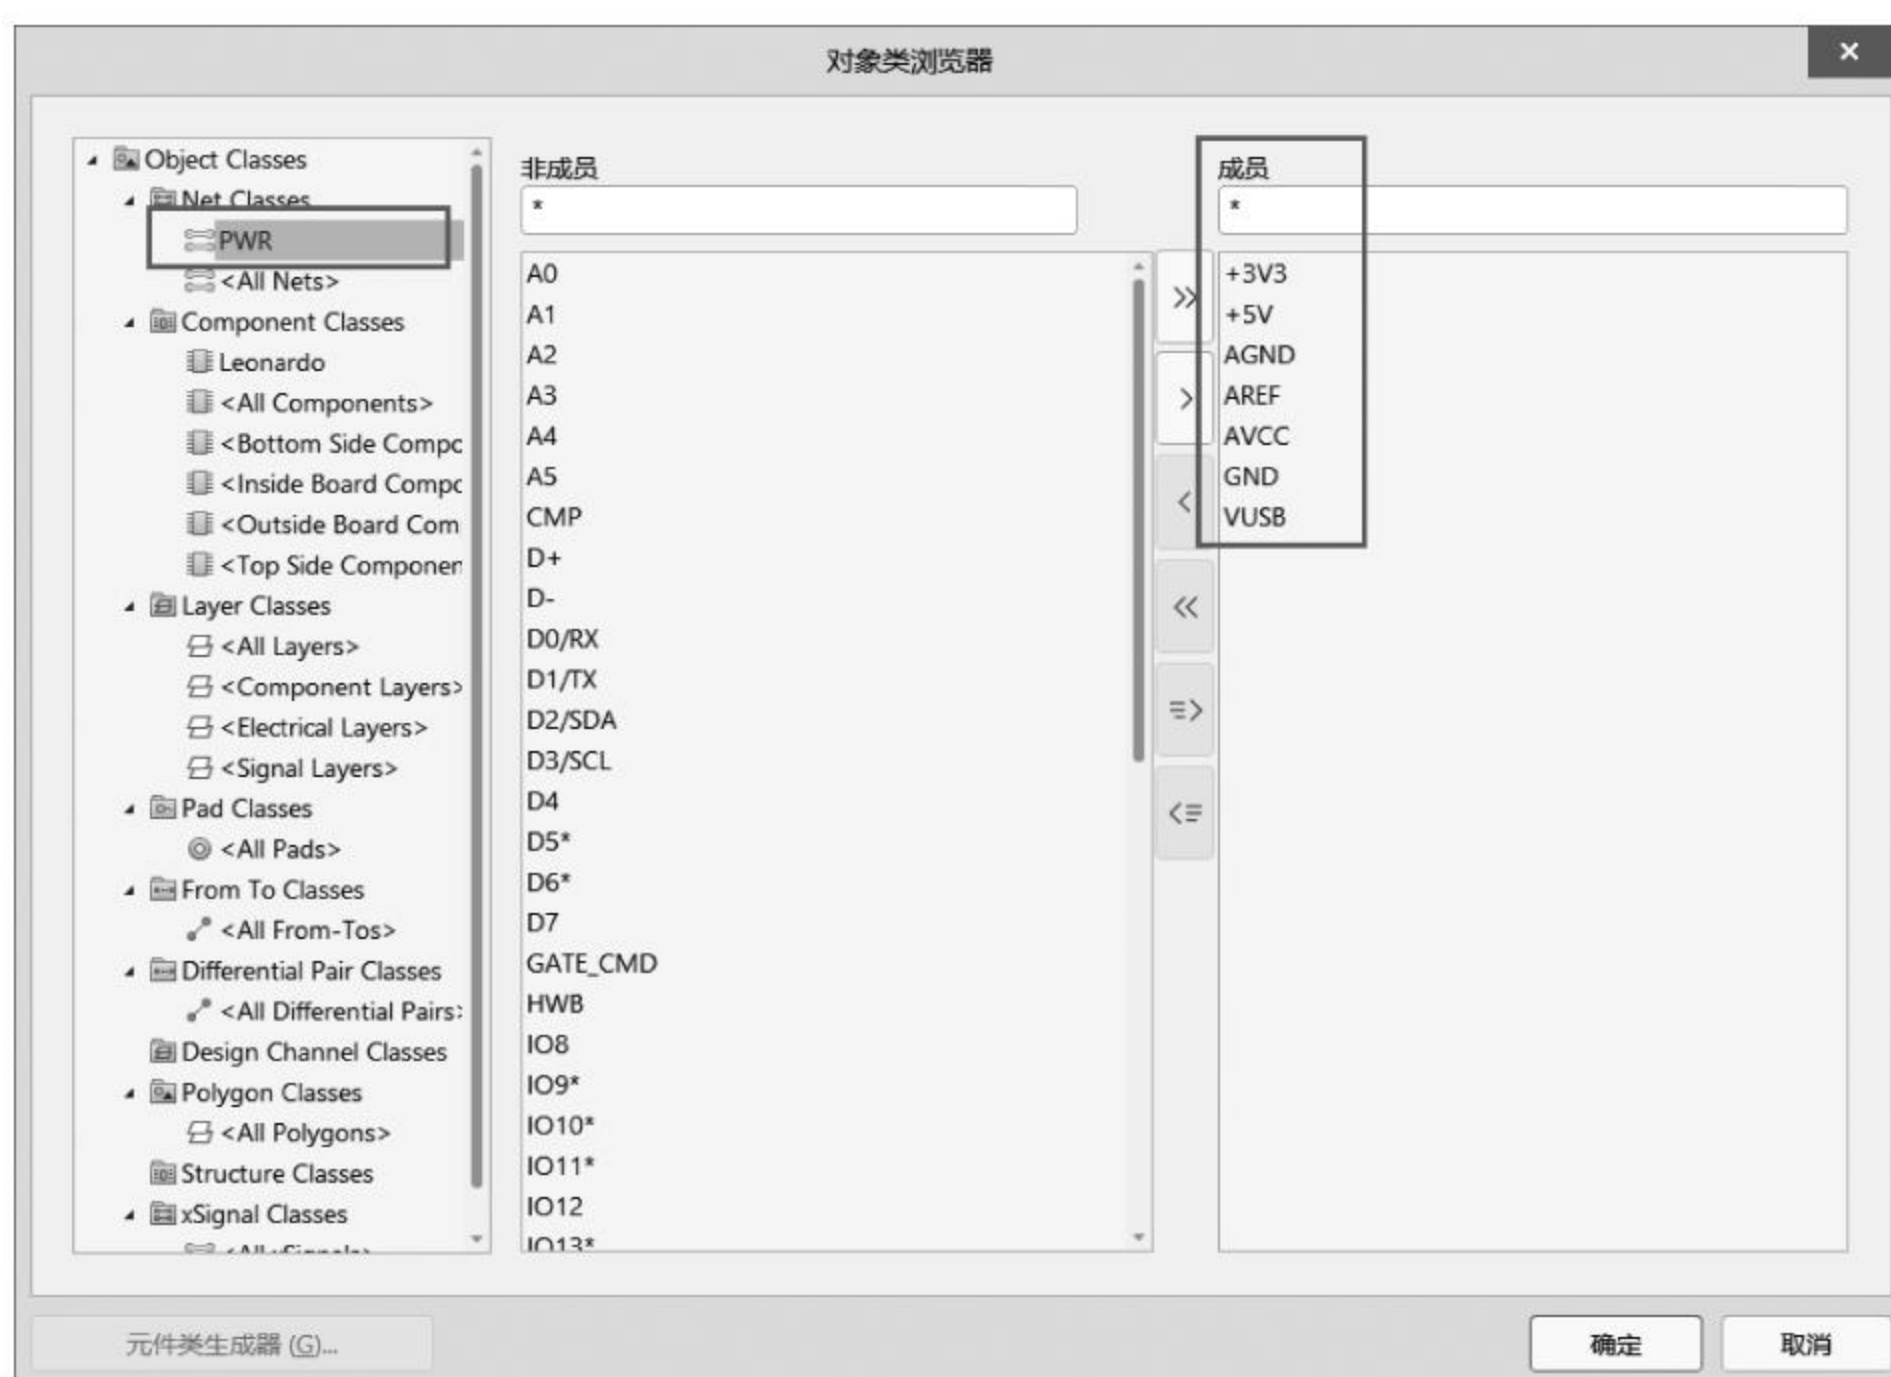 对象类浏览器
×
Object Classes
Net Classes
PWR
<All Nets>
Component Classes
Leonardo
<All Components>
<Bottom Side Compo
<Inside Board Compo
<Outside Board Com
<Top Side Componen
Layer Classes
<All Layers>
<Component Layers>
<Electrical Layers>
<Signal Layers>
Pad Classes
<All Pads>
From To Classes
<All From-Tos>
Differential Pair Classes
<All Differential Pairs>
Design Channel Classes
Polygon Classes
<All Polygons>
Structure Classes
xSignal Classes
<All xSignals>
非成员
*
A0
A1
A2
A3
A4
A5
CMP
D+
D-
D0/RX
D1/TX
D2/SDA
D3/SCL
D4
D5*
D6*
D7
GATE_CMD
HWB
IO8
IO9*
IO10*
IO11*
IO12
IO13*
>>
>
<
<<
=>
<=
成员
*
+3V3
+5V
AGND
AREF
AVCC
GND
VUSB
元件类生成器 (G)...
确定
取消